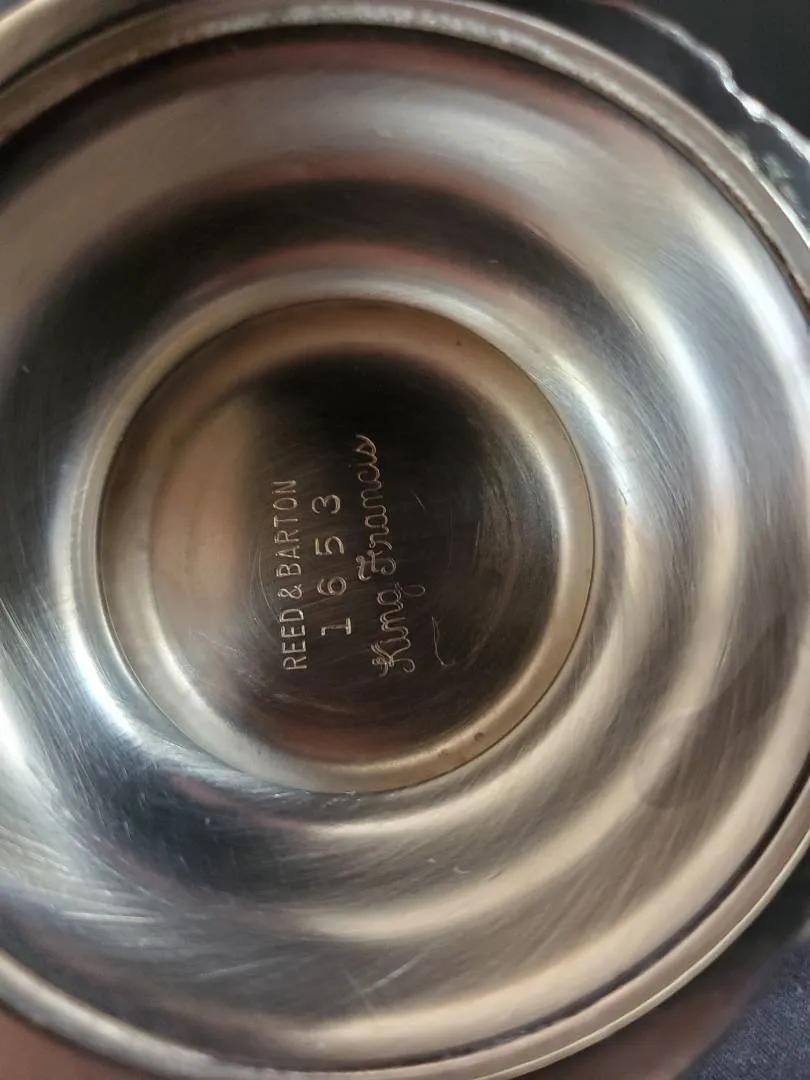 REED & BARTON
1653
King Francis